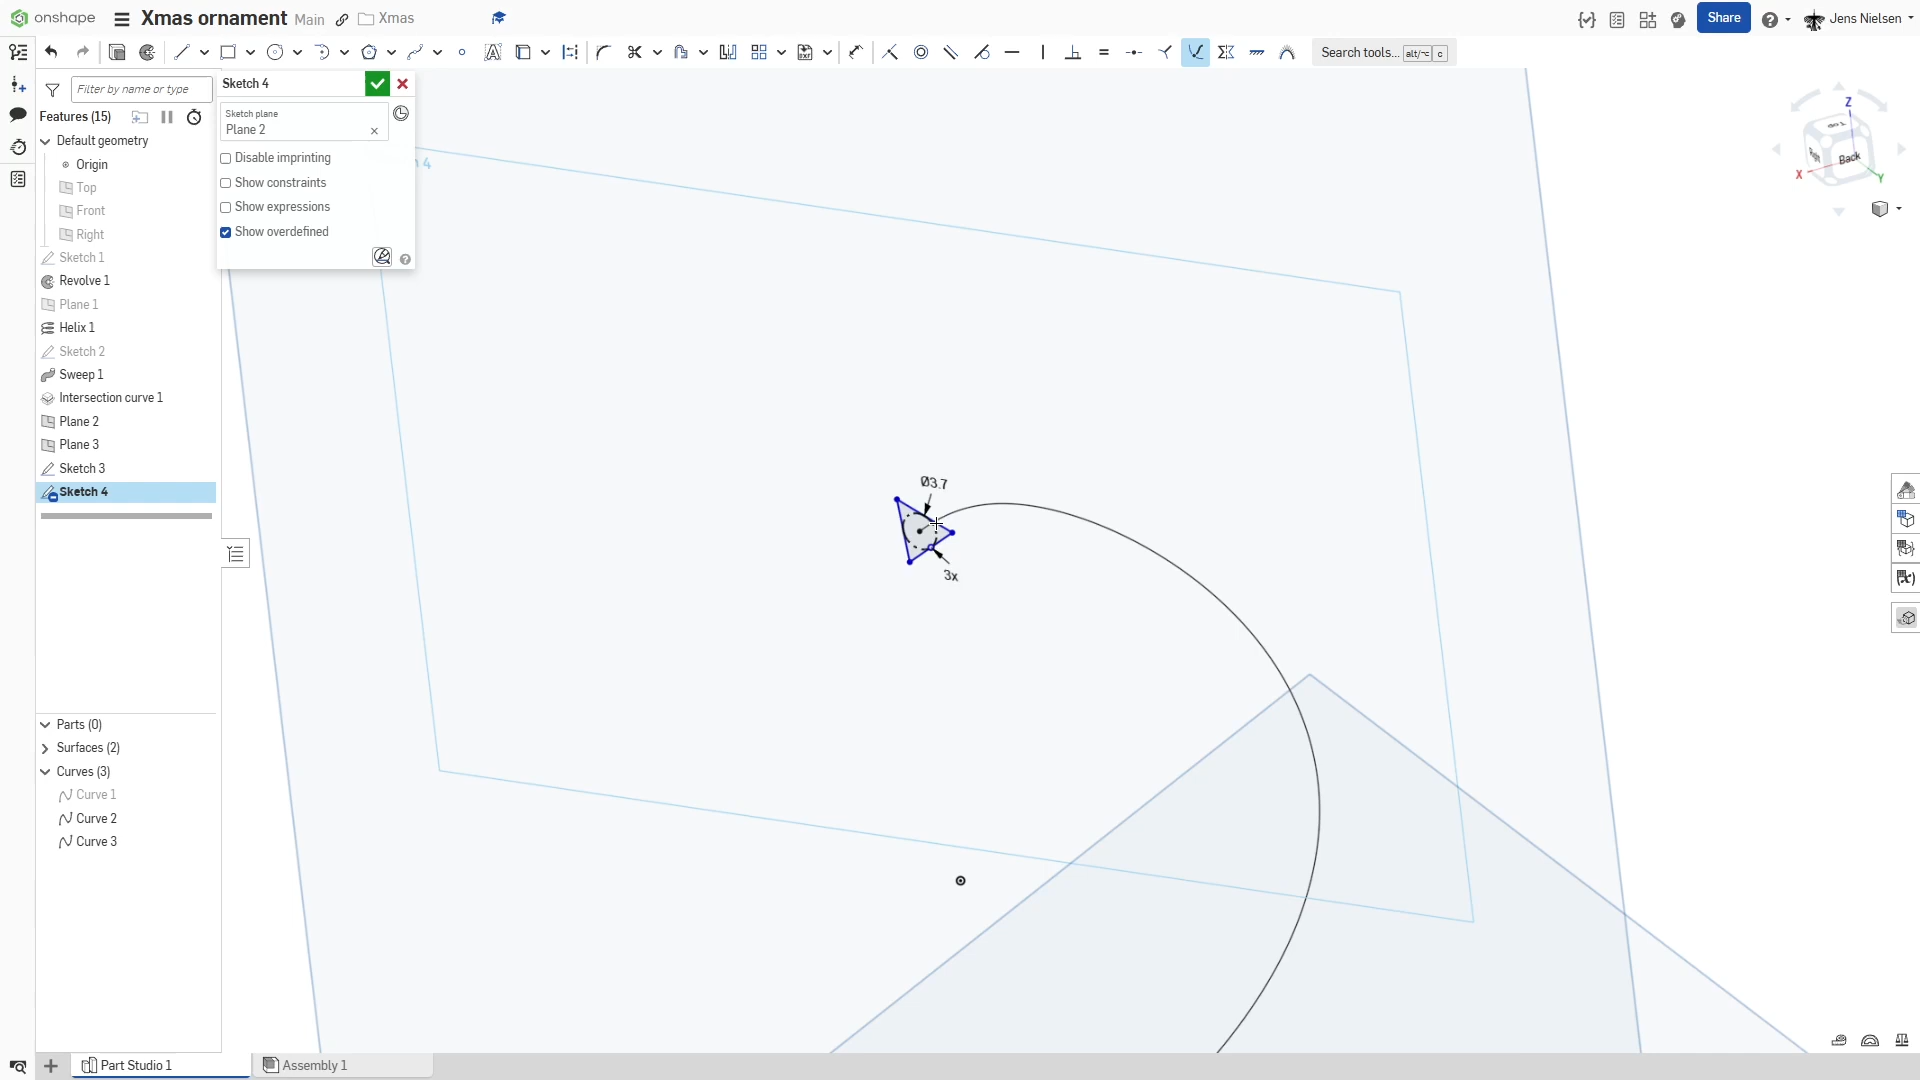 onshape Xmas ornament Main Xmas Share Jens Nielsen
Search tools... alt/⌥ c
Filter by name or type
Features (15)
Default geometry
Origin
Top
Front
Right
Sketch 1
Revolve 1
Plane 1
Helix 1
Sketch 2
Sweep 1
Intersection curve 1
Plane 2
Plane 3
Sketch 3
Sketch 4
Parts (0)
Surfaces (2)
Curves (3)
Curve 1
Curve 2
Curve 3
Sketch 4
Sketch plane
Plane 2
Disable imprinting
Show constraints
Show expressions
Show overdefined
4
Ø3.7
3x
Z
Top
Right
Back
X
Y
Part Studio 1
Assembly 1